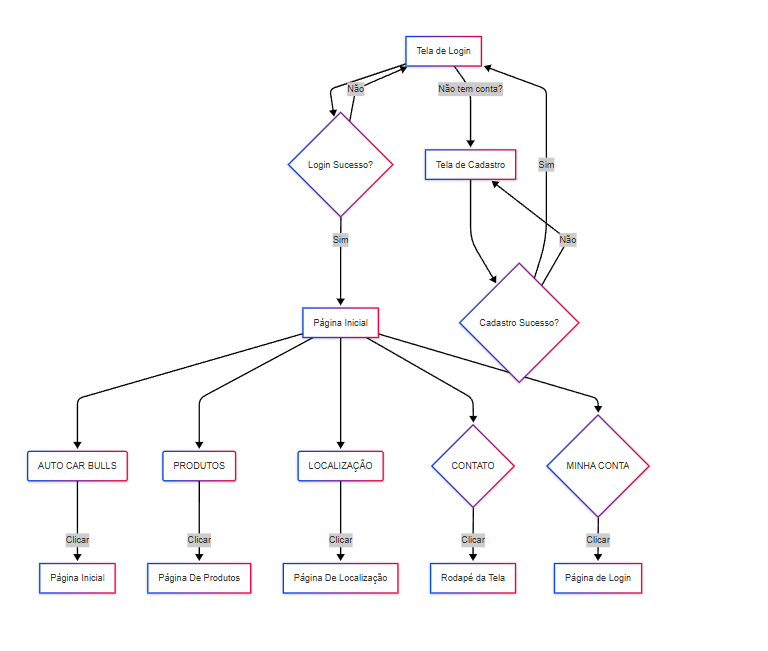 Tela de Login
Não
Não tem conta?
Login Sucesso?
Tela de Cadastro
Sim
Sim
Não
Página Inicial
Cadastro Sucesso?
AUTO CAR BULLS
PRODUTOS
LOCALIZAÇÃO
CONTATO
MINHA CONTA
Clicar
Clicar
Clicar
Clicar
Clicar
Página Inicial
Página De Produtos
Página De Localização
Rodapé da Tela
Página de Login